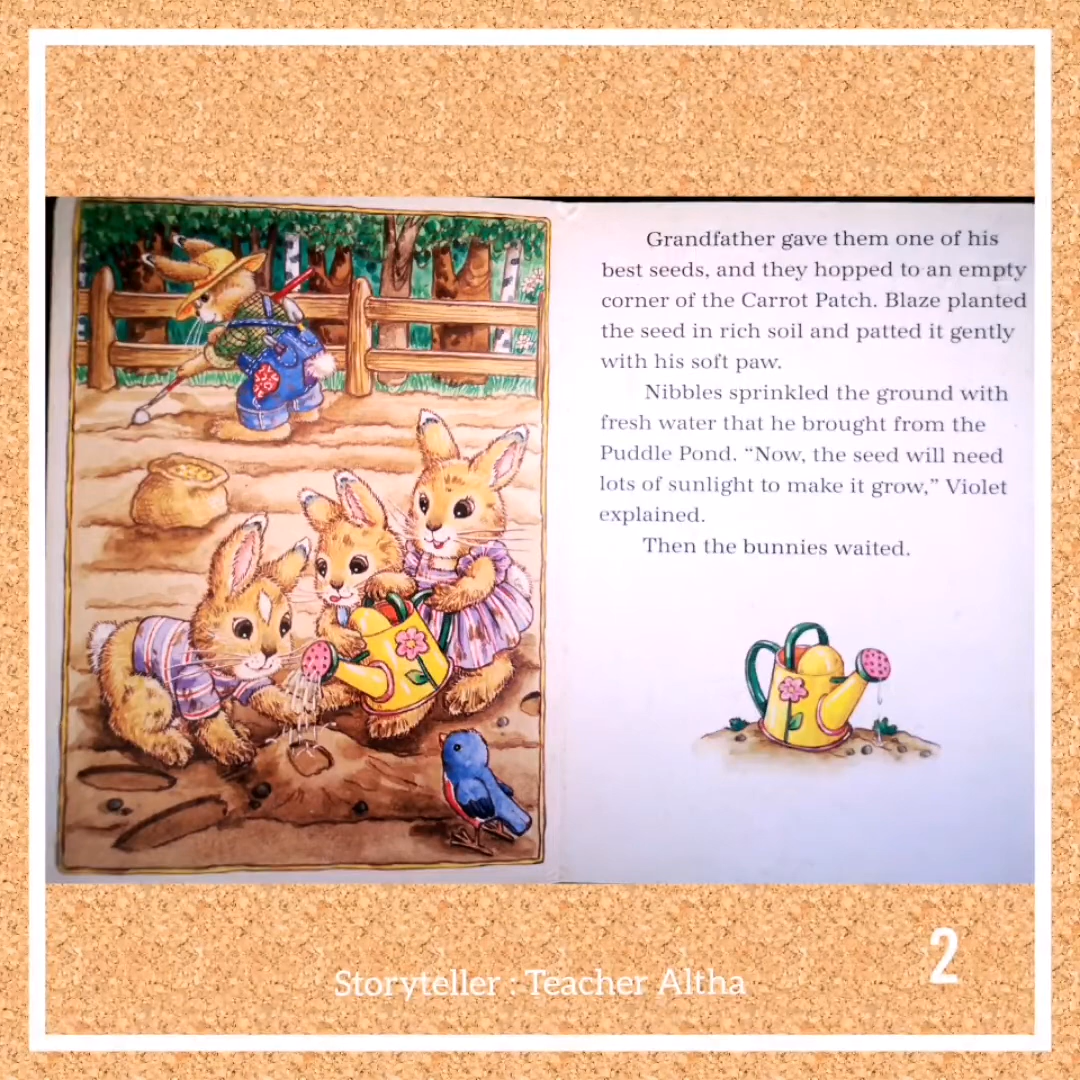 Grandfather gave them one of his
best seeds, and they hopped to an empty
corner of the Carrot Patch. Blaze planted
the seed in rich soil and patted it gently
with his soft paw.
Nibbles sprinkled the ground with
fresh water that he brought from the
Puddle Pond. “Now, the seed will need
lots of sunlight to make it grow,” Violet
explained.
Then the bunnies waited.
Storyteller : Teacher Altha
2